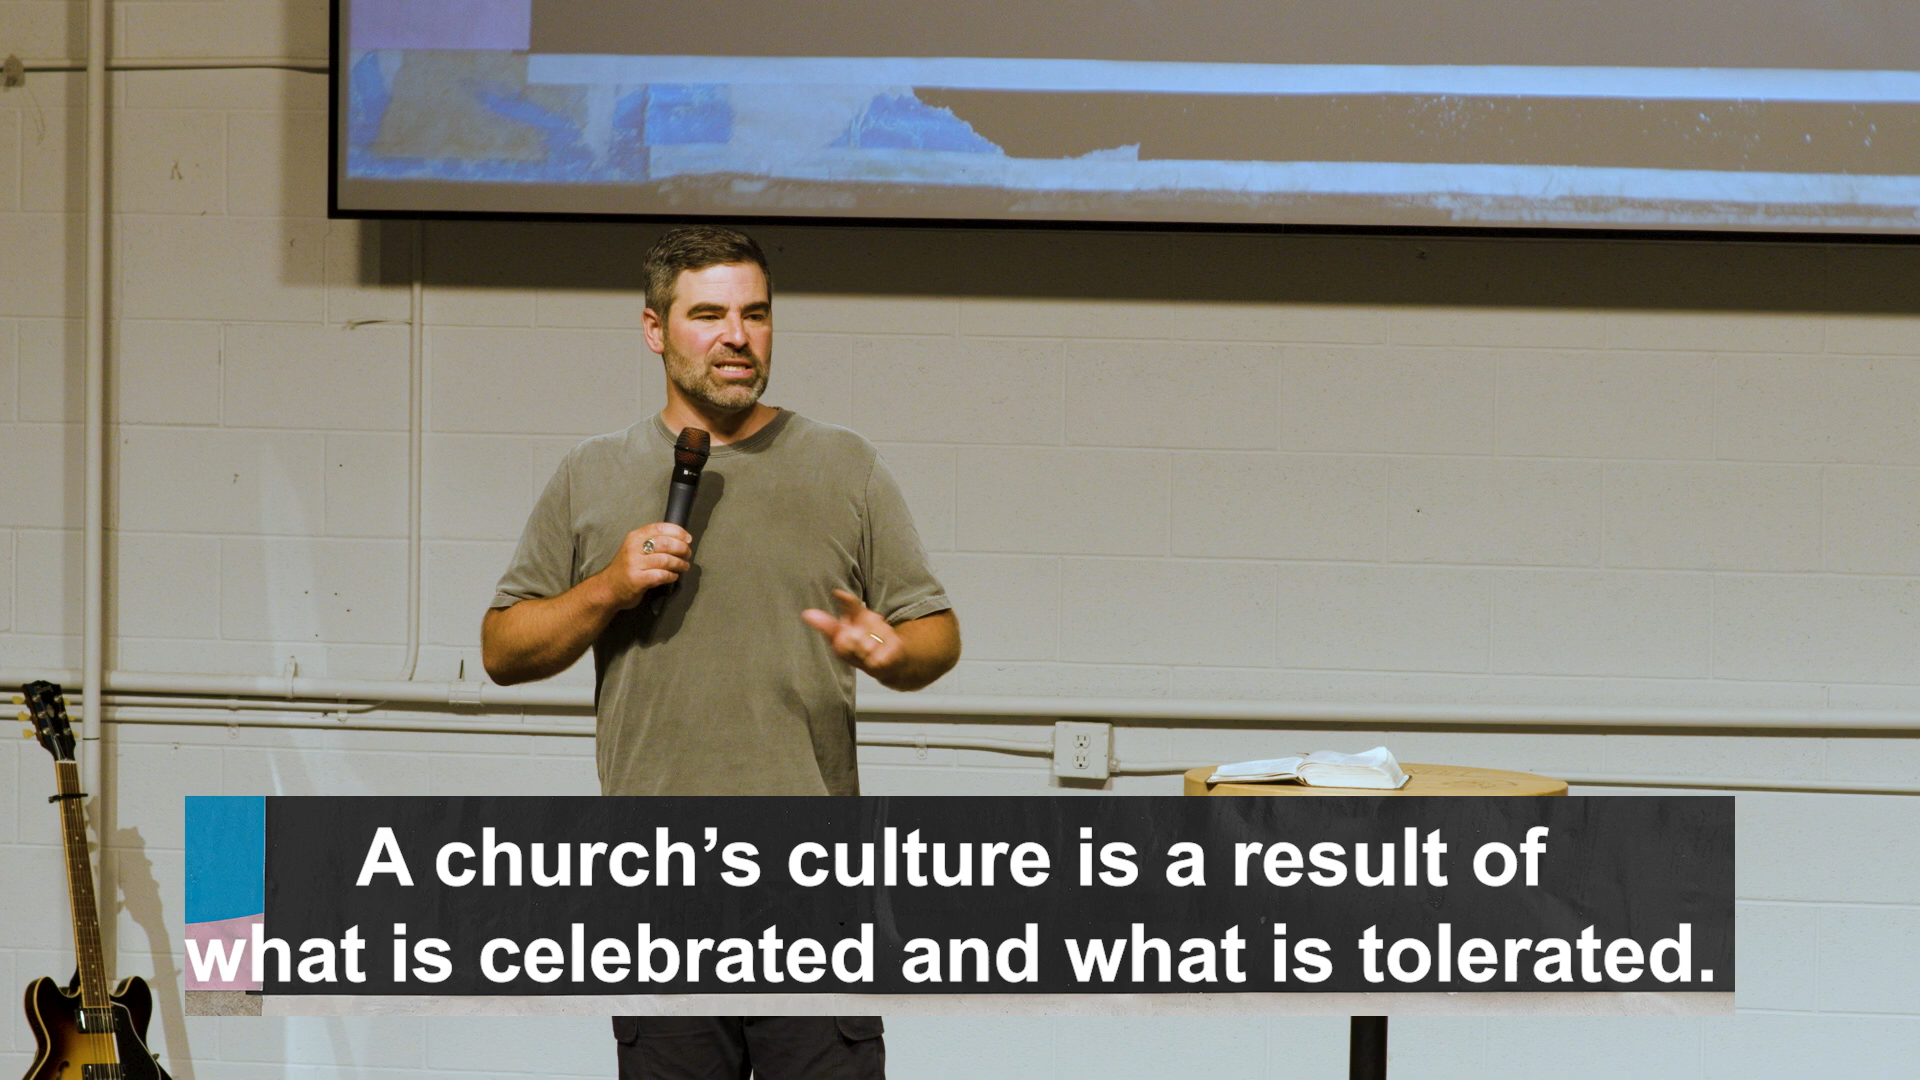 A church’s culture is a result of
what is celebrated and what is tolerated.